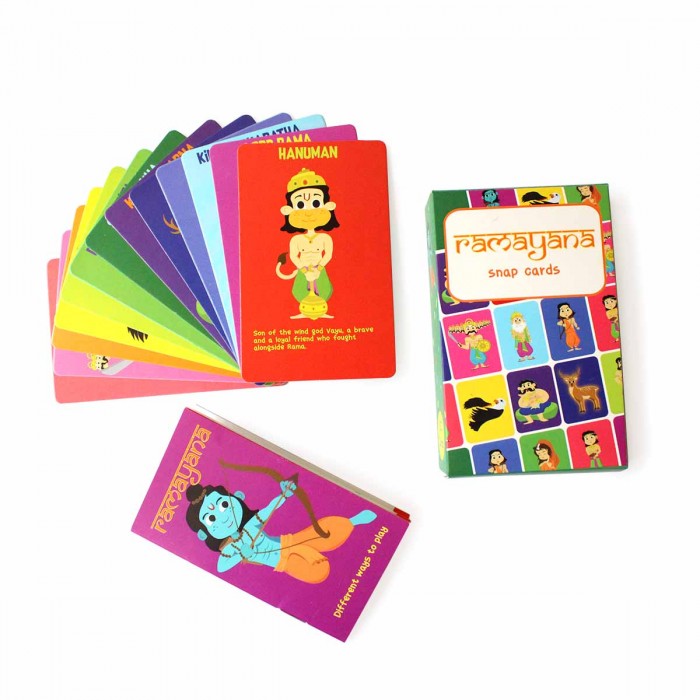 HANUMAN
Son of the wind god Vayu, a brave
and a loyal friend who fought
alongside Rama.
RAMAYANA
snap cards
RAMAYANA
Different ways to play